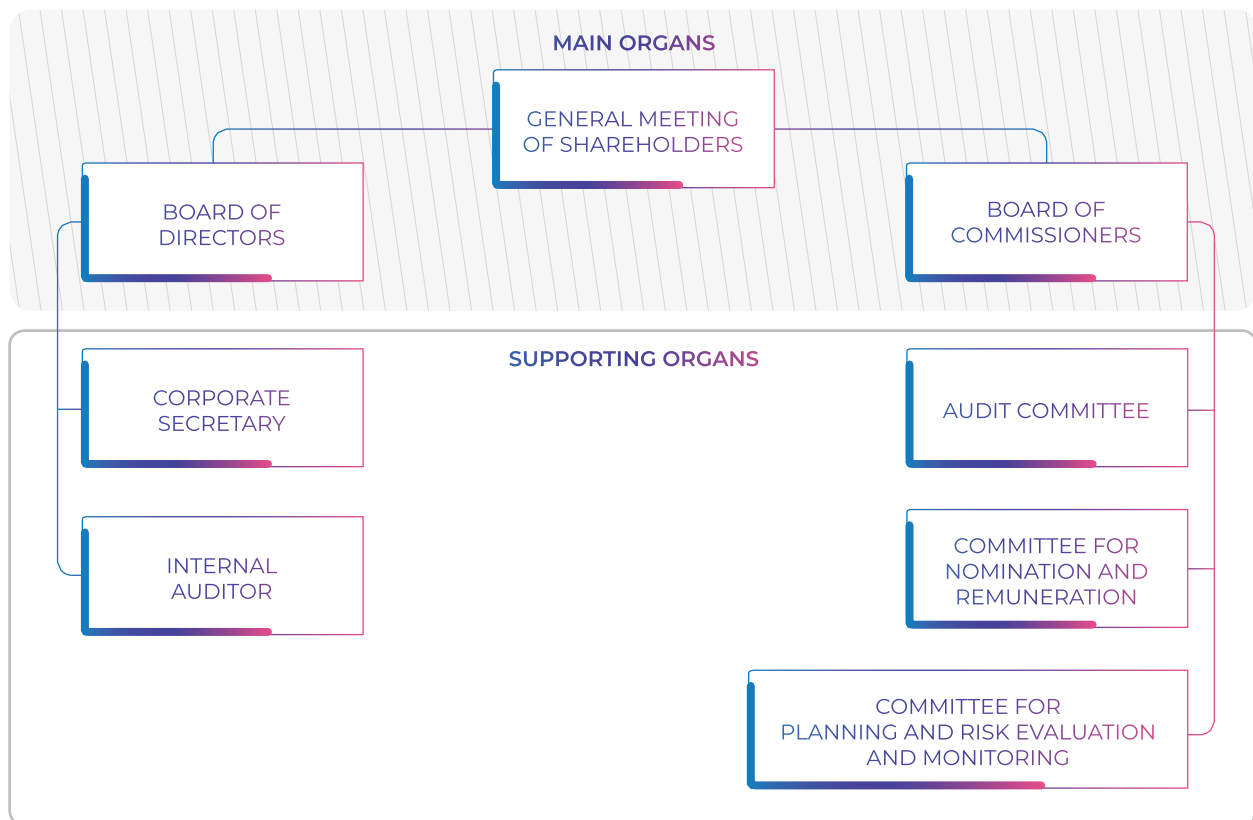 MAIN ORGANS
GENERAL MEETING
OF SHAREHOLDERS
BOARD OF
DIRECTORS
BOARD OF
COMMISSIONERS
SUPPORTING ORGANS
CORPORATE
SECRETARY
AUDIT COMMITTEE
INTERNAL
AUDITOR
COMMITTEE FOR
NOMINATION AND
REMUNERATION
COMMITTEE FOR
PLANNING AND RISK EVALUATION
AND MONITORING